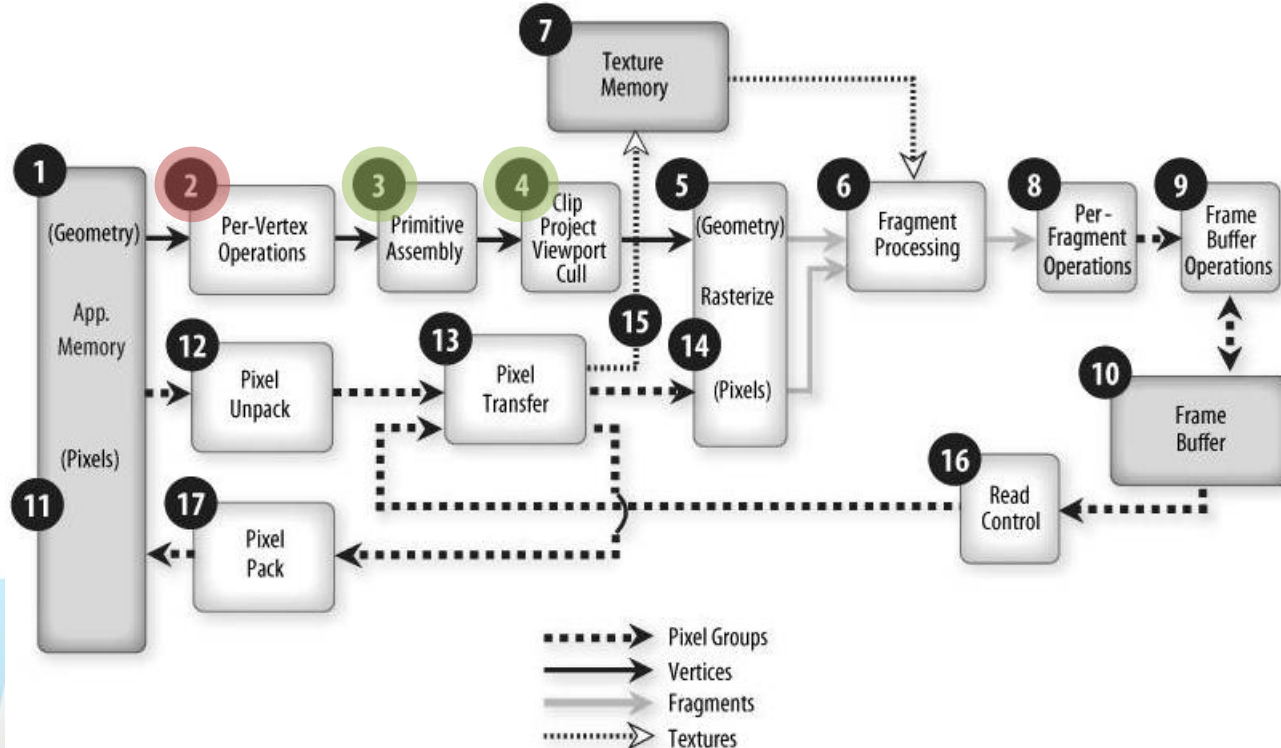 7
Texture
Memory
1
2
3
4
5
6
8
9
(Geometry)
App.
Memory
(Pixels)
11
Per-Vertex
Operations
Primitive
Assembly
Clip
Project
Viewport
Cull
(Geometry)
Rasterize
14
(Pixels)
Fragment
Processing
Per-
Fragment
Operations
Frame
Buffer
Operations
15
12
Pixel
Unpack
13
Pixel
Transfer
10
Frame
Buffer
16
Read
Control
17
Pixel
Pack
Pixel Groups
Vertices
Fragments
Textures